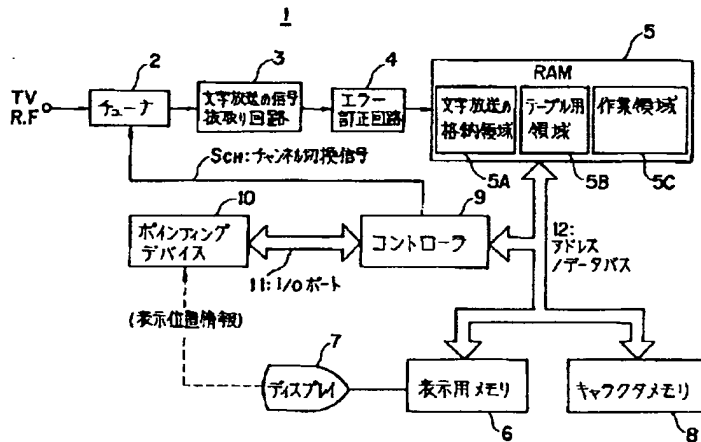 1
2
3
4
5
TV
R.F
チューナ
文字放送の信号
抜取り回路
エラー
訂正回路
RAM
文字放送の
格納領域
テーブル用
領域
作業領域
5A
5B
5C
SCH:チャンネル切換信号
10
9
ポインティング
デバイス
コントローラ
12:
アドレス
/データバス
11:I/Oポート
(表示位置情報)
7
ディスプレイ
表示用メモリ
キャラクタメモリ
6
8